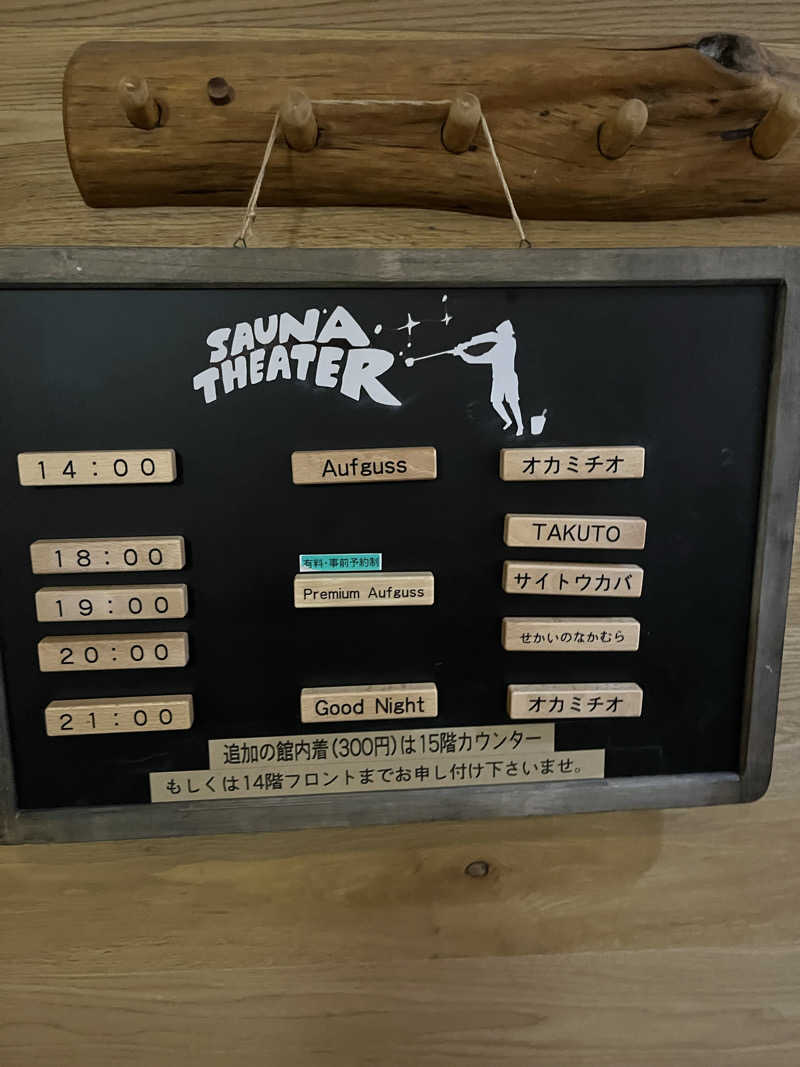 SAUNA
THEATER
14:00 Aufguss オカミチオ
TAKUTO
18:00
有料・事前予約制
Premium Aufguss サイトウカバ
19:00
せかいのなかむら
20:00
21:00 Good Night オカミチオ
追加の館内着(300円)は15階カウンター
もしくは14階フロントまでお申し付け下さいませ。